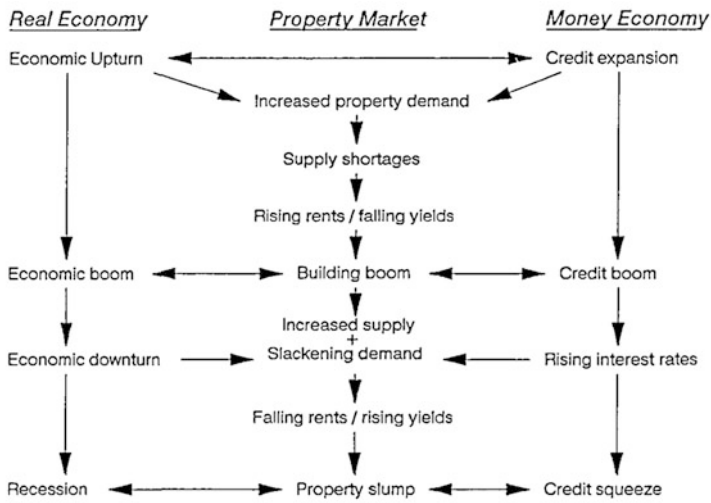 Real Economy Property Market Money Economy
Economic Upturn Credit expansion
Increased property demand
Supply shortages
Rising rents / falling yields
Economic boom Building boom Credit boom
Increased supply
+
Economic downturn Slackening demand Rising interest rates
Falling rents / rising yields
Recession Property slump Credit squeeze